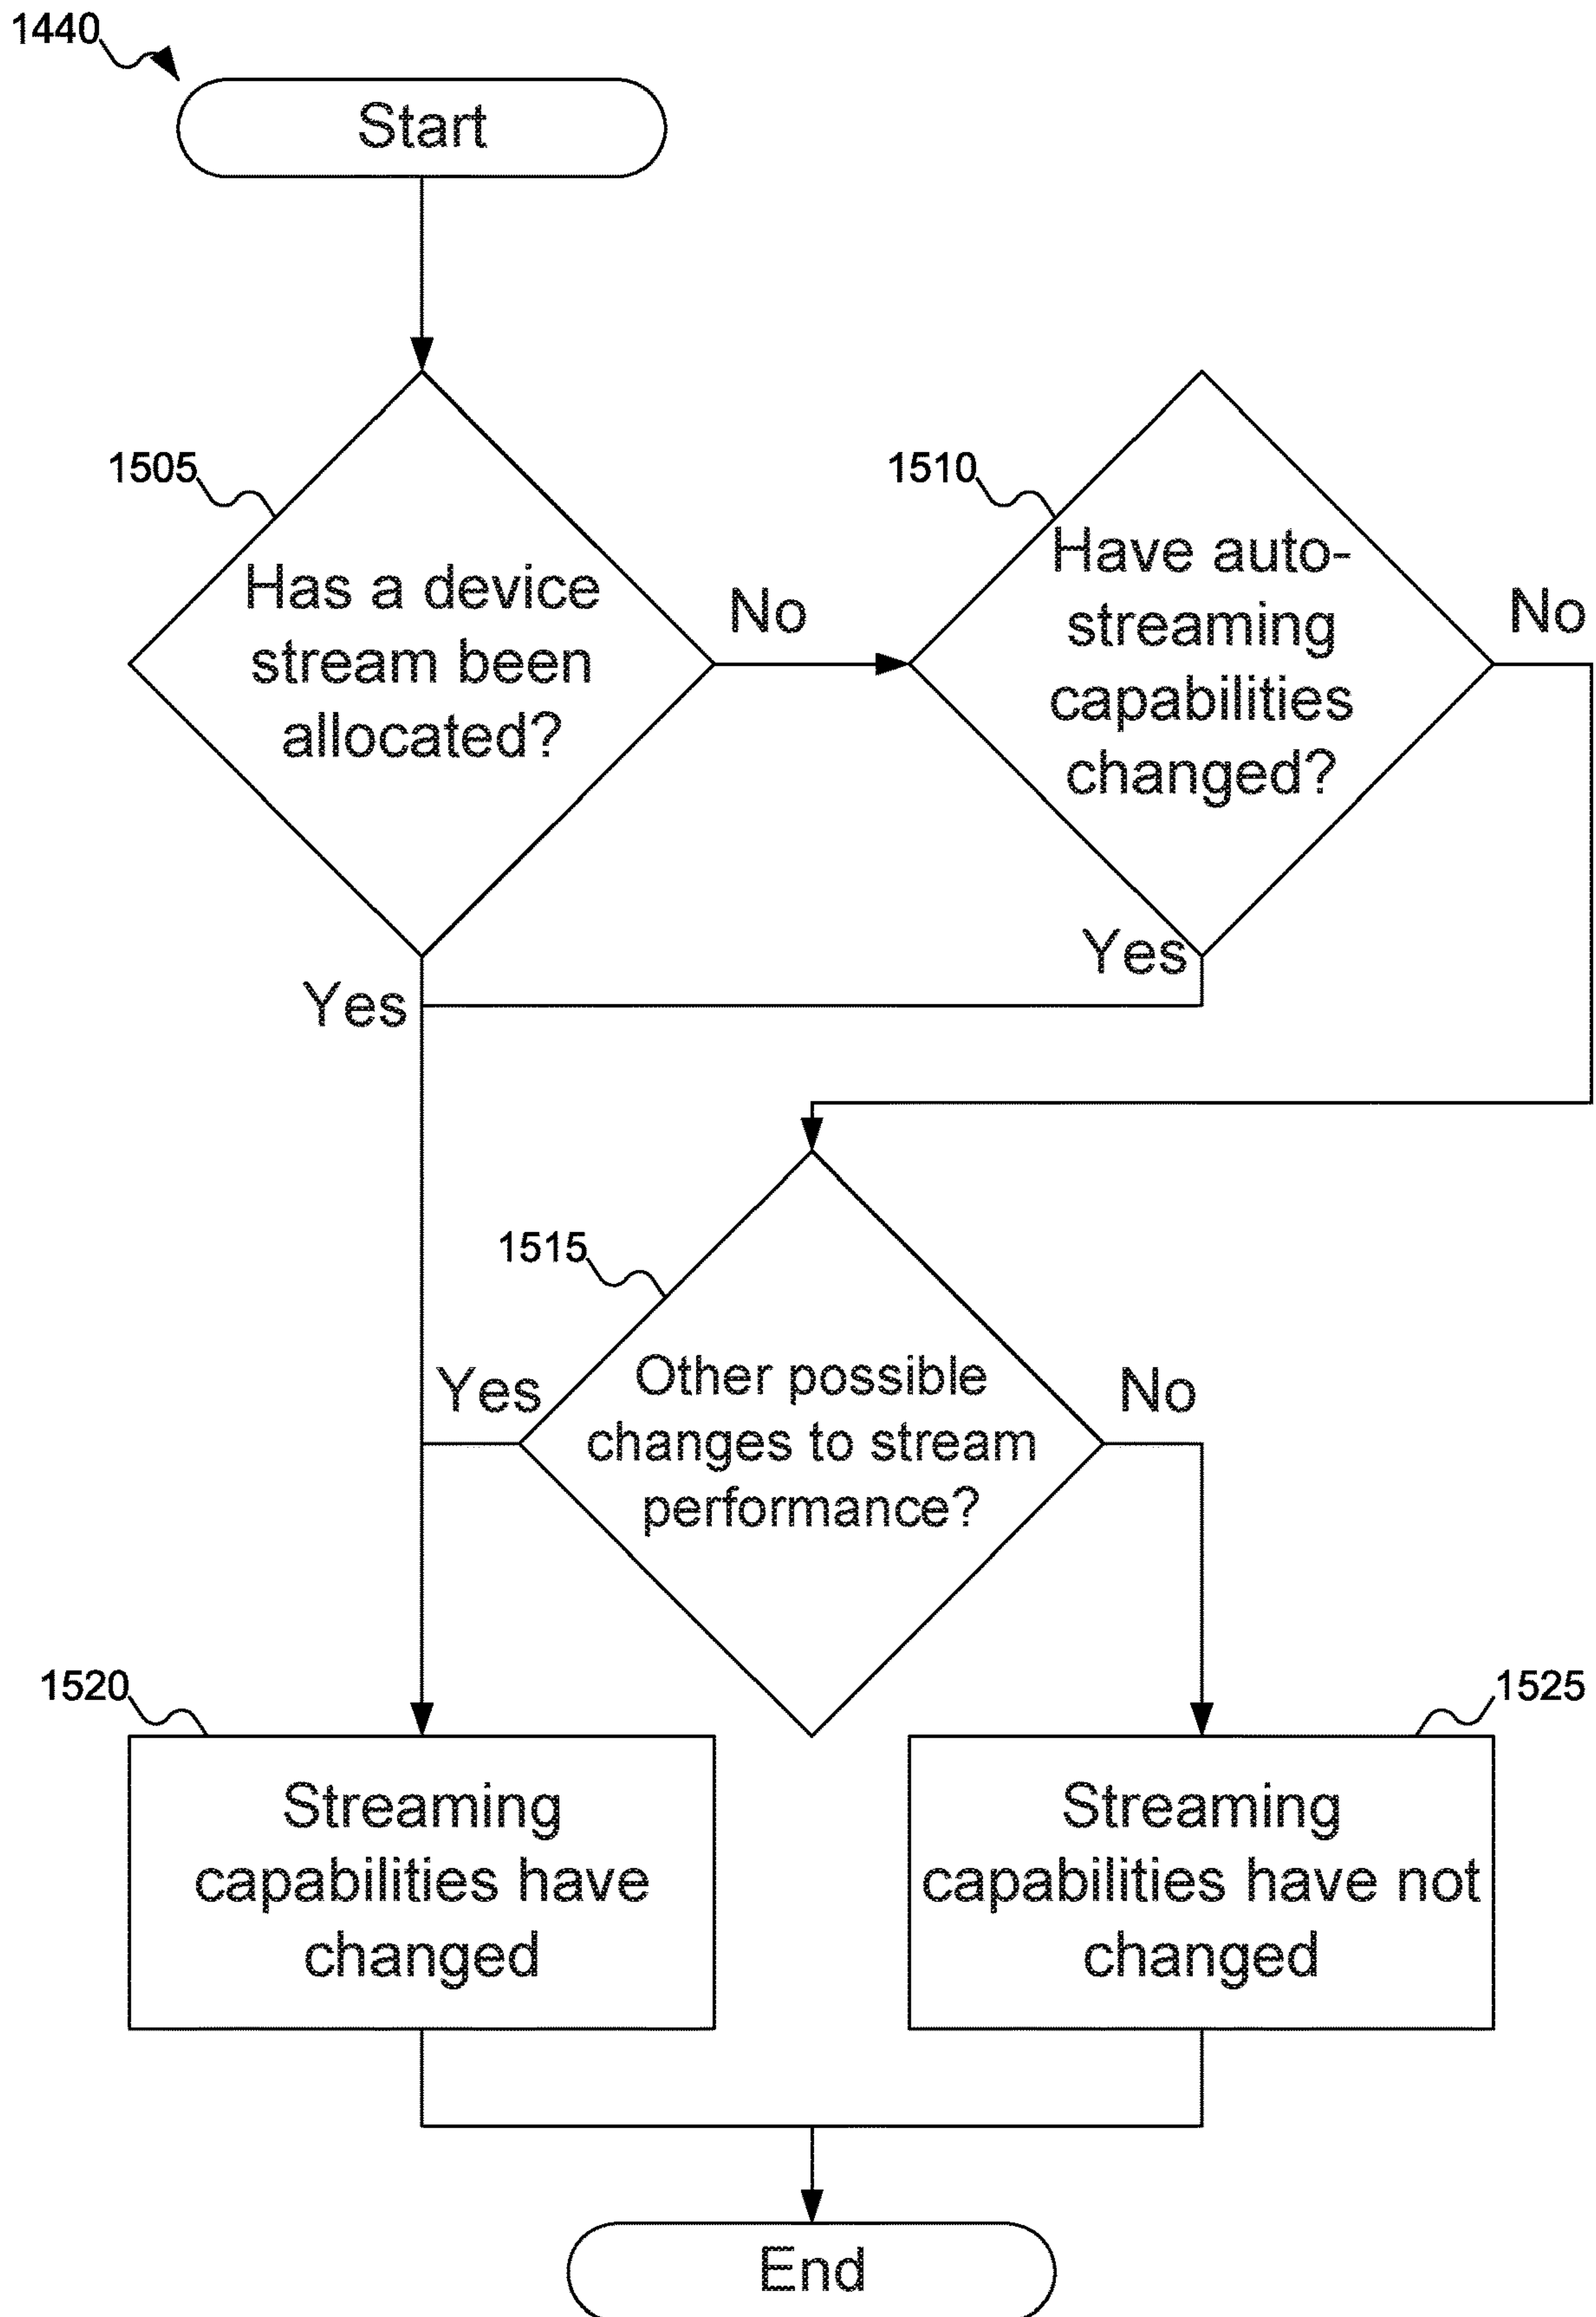 1440
Start
1505
Has a device
stream been
allocated?
No
1510
Have auto-
streaming
capabilities
changed?
No
Yes
Yes
1515
Other possible
changes to stream
performance?
Yes
No
1520
Streaming
capabilities have
changed
1525
Streaming
capabilities have not
changed
End